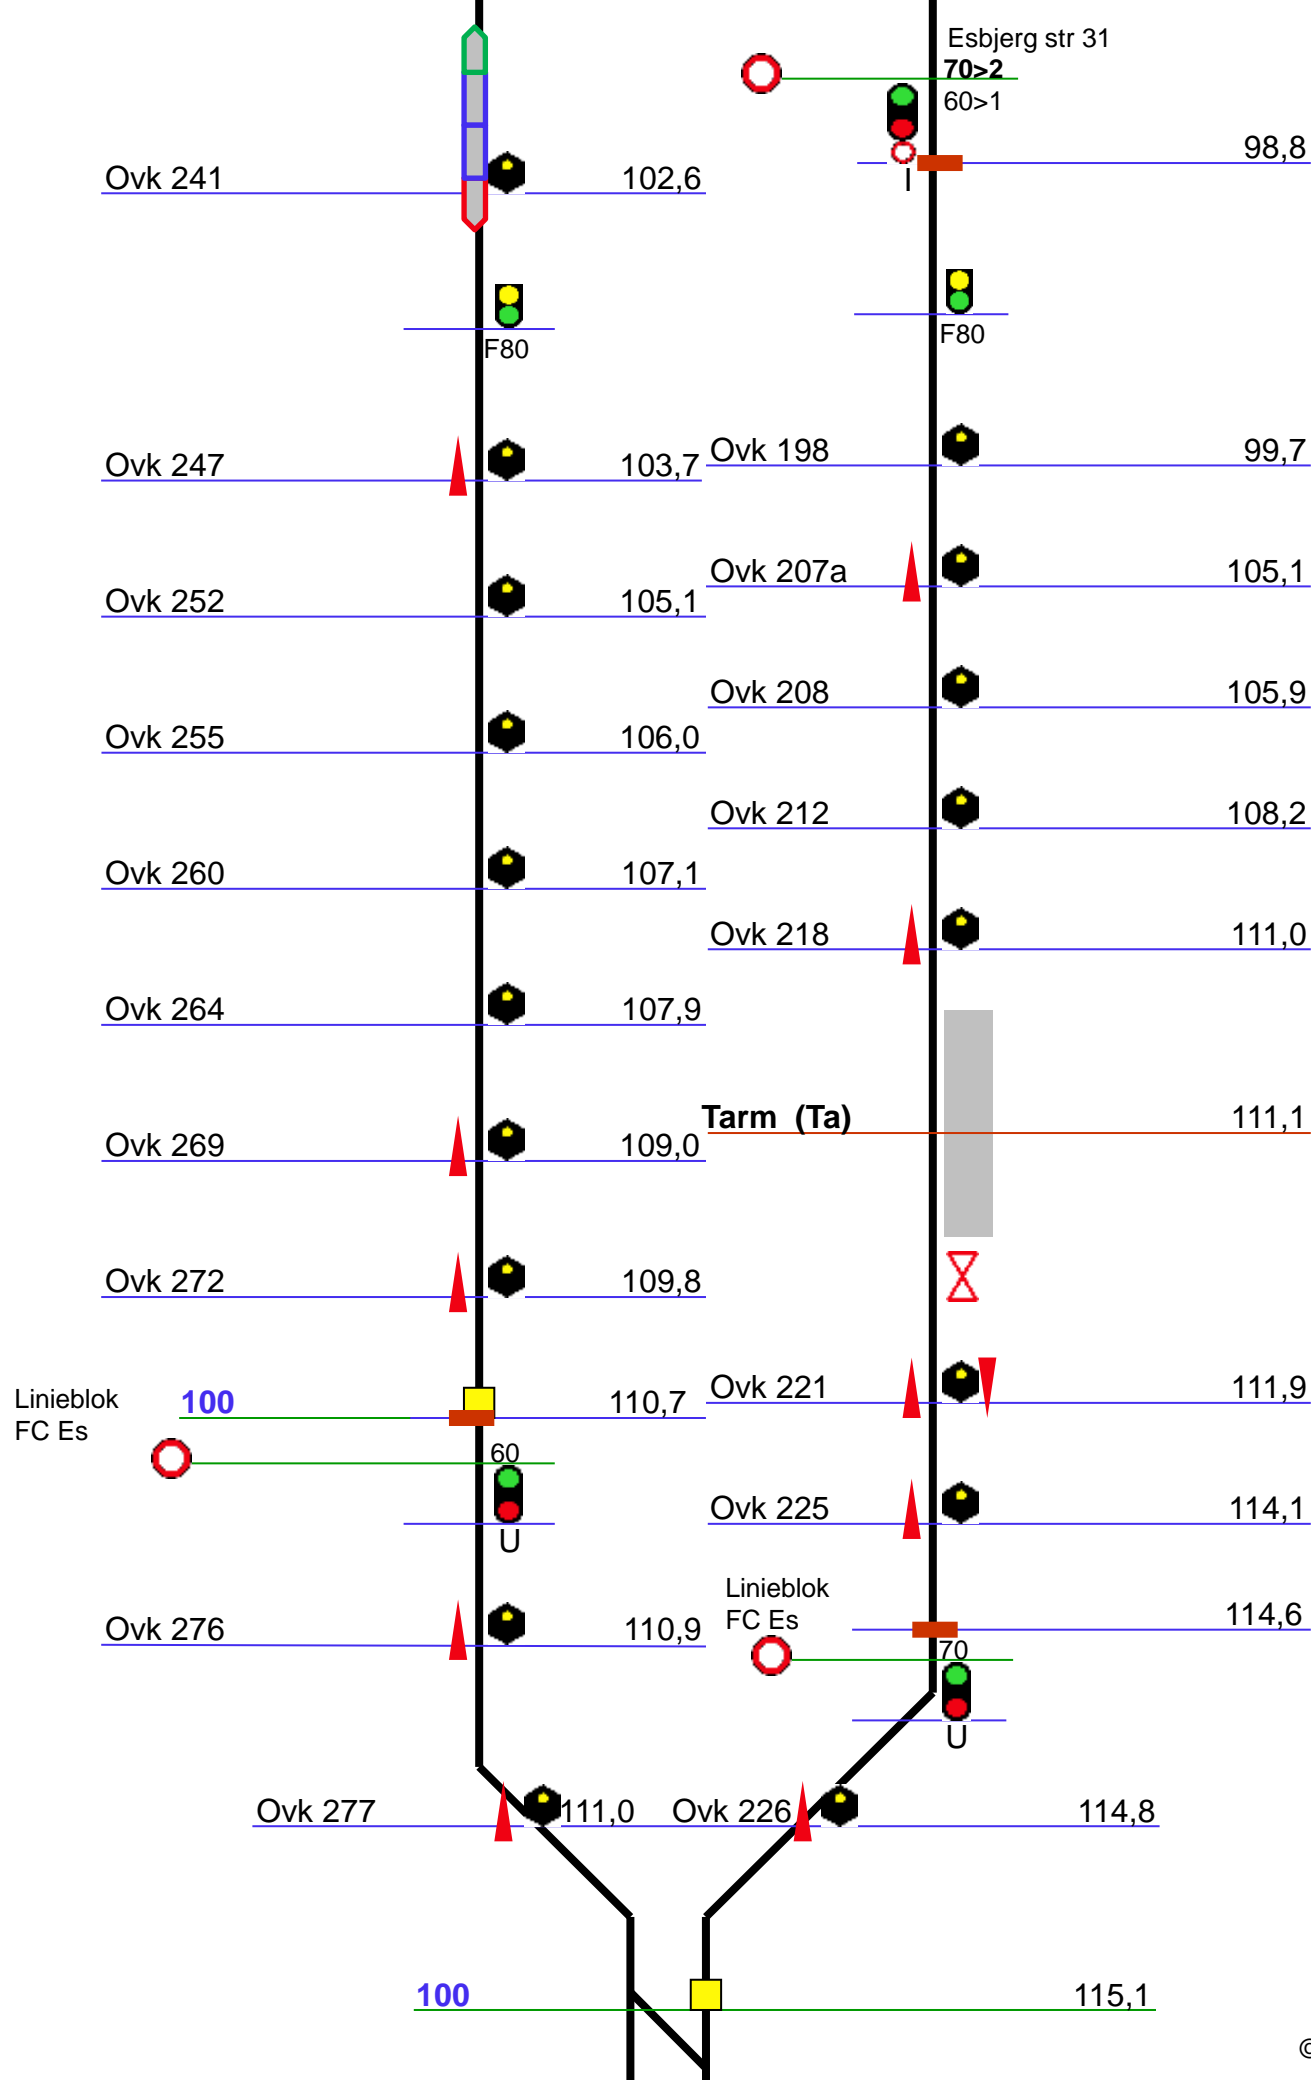 Esbjerg str 31
70>2
60>1
98,8
I
Ovk 241 102,6
F80
F80
Ovk 247 103,7
Ovk 198 99,7
Ovk 207a 105,1
Ovk 252 105,1
Ovk 208 105,9
Ovk 255 106,0
Ovk 212 108,2
Ovk 260 107,1
Ovk 218 111,0
Ovk 264 107,9
Tarm (Ta) 111,1
Ovk 269 109,0
Ovk 272 109,8
Ovk 221 111,9
Linieblok
FC Es
100 110,7
60
U
Ovk 225 114,1
Linieblok
FC Es
114,6
Ovk 276 110,9
70
U
Ovk 277 111,0
Ovk 226 114,8
100 115,1
©